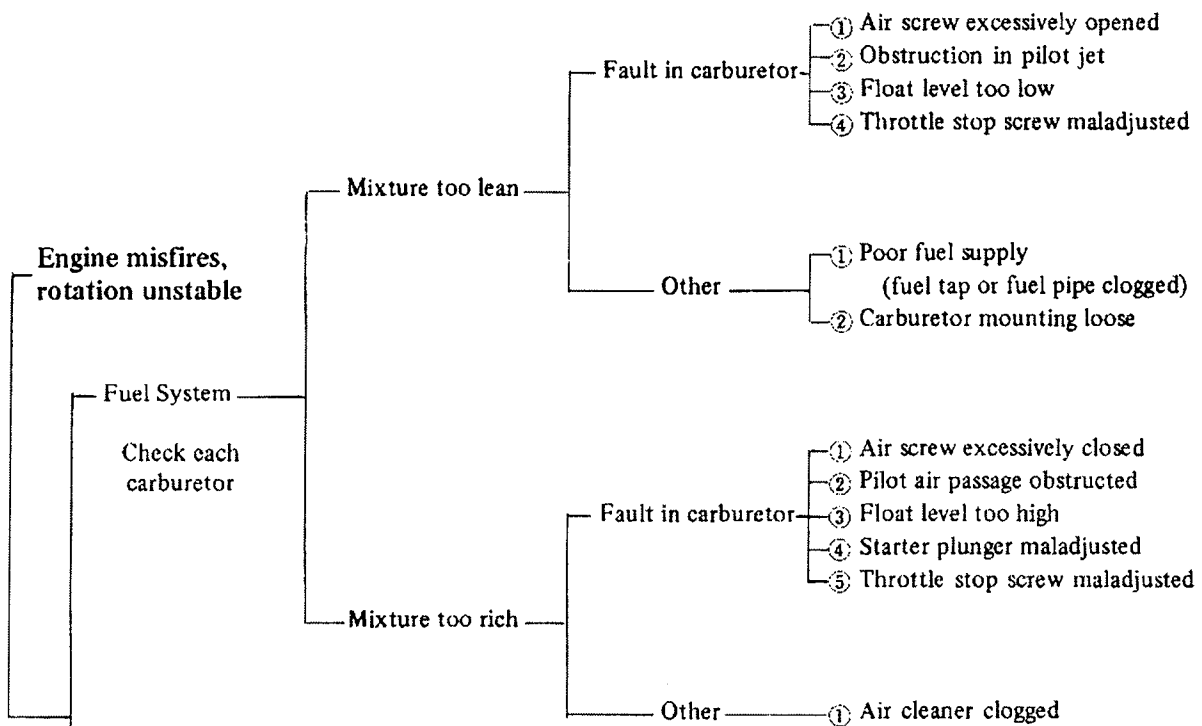 ① Air screw excessively opened
Fault in carburetor
② Obstruction in pilot jet
③ Float level too low
④ Throttle stop screw maladjusted
Mixture too lean
Engine misfires,
rotation unstable
① Poor fuel supply
(fuel tap or fuel pipe clogged)
Other
② Carburetor mounting loose
Fuel System
Check each
carburetor
① Air screw excessively closed
② Pilot air passage obstructed
Fault in carburetor
③ Float level too high
④ Starter plunger maladjusted
⑤ Throttle stop screw maladjusted
Mixture too rich
Other
① Air cleaner clogged